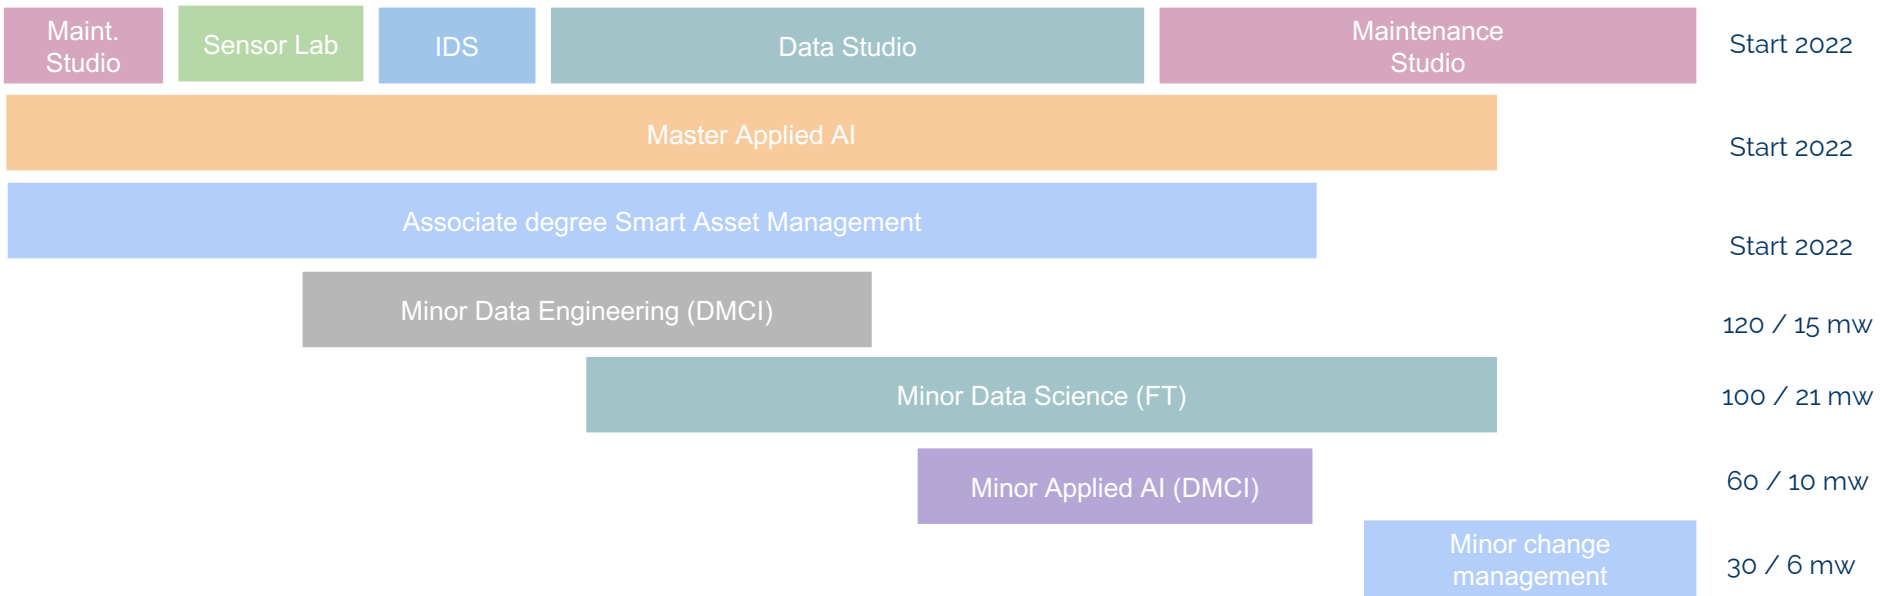 Maint.
Studio
Sensor Lab
IDS
Data Studio
Maintenance
Studio
Start 2022
Master Applied AI
Start 2022
Associate degree Smart Asset Management
Start 2022
Minor Data Engineering (DMCI)
120 / 15 mw
Minor Data Science (FT)
100 / 21 mw
Minor Applied AI (DMCI)
60 / 10 mw
Minor change
management
30 / 6 mw